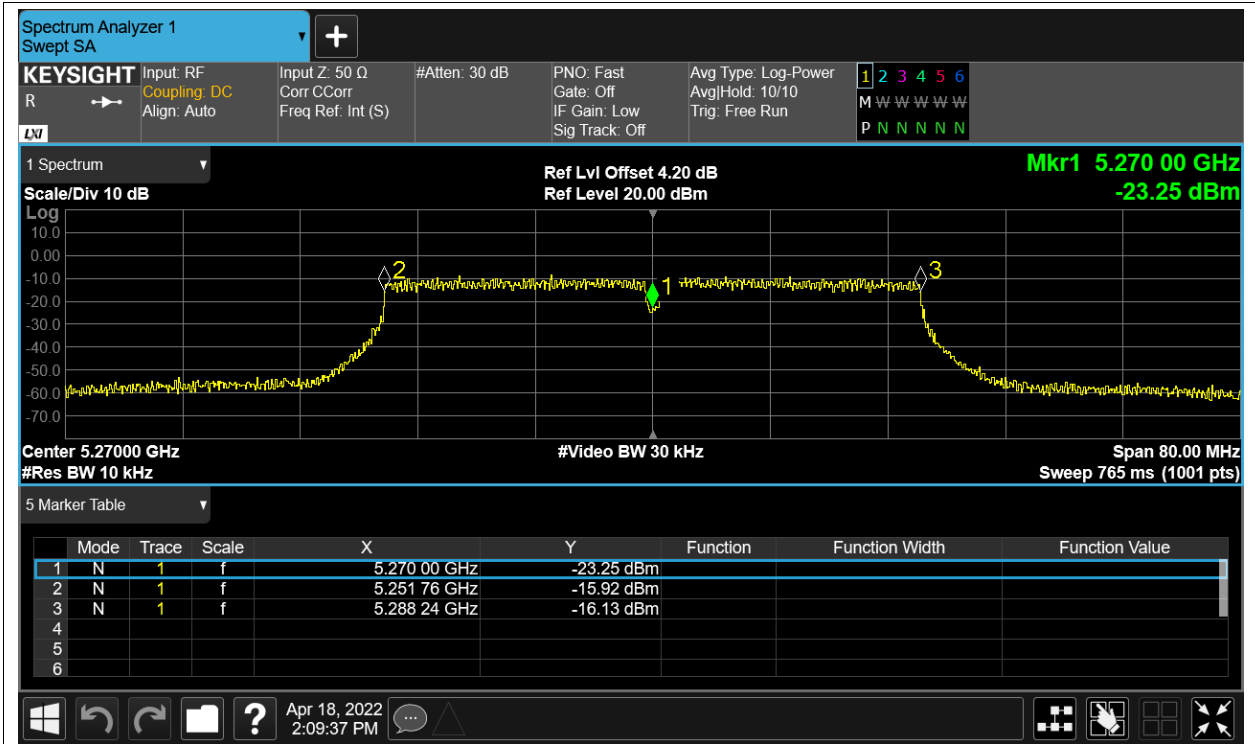 Spectrum Analyzer 1
Swept SA
+
KEYSIGHT
R
LXI
Input: RF
Coupling: DC
Align: Auto
Input Z: 50 Ω
Corr CCorr
Freq Ref: Int (S)
#Atten: 30 dB
PNO: Fast
Gate: Off
IF Gain: Low
Sig Track: Off
Avg Type: Log-Power
Avg|Hold: 10/10
Trig: Free Run
1 2 3 4 5 6
M W W W W W
P N N N N N
1 Spectrum
Scale/Div 10 dB
Ref Lvl Offset 4.20 dB
Ref Level 20.00 dBm
Mkr1 5.270 00 GHz
-23.25 dBm
Log
10.0
0.00
-10.0
-20.0
-30.0
-40.0
-50.0
-60.0
-70.0
2
1
3
Center 5.27000 GHz
#Video BW 30 kHz
Span 80.00 MHz
#Res BW 10 kHz
Sweep 765 ms (1001 pts)
5 Marker Table
Mode Trace Scale X Y Function Function Width Function Value
1 N 1 f 5.270 00 GHz -23.25 dBm
2 N 1 f 5.251 76 GHz -15.92 dBm
3 N 1 f 5.288 24 GHz -16.13 dBm
4
5
6
?
Apr 18, 2022
2:09:37 PM